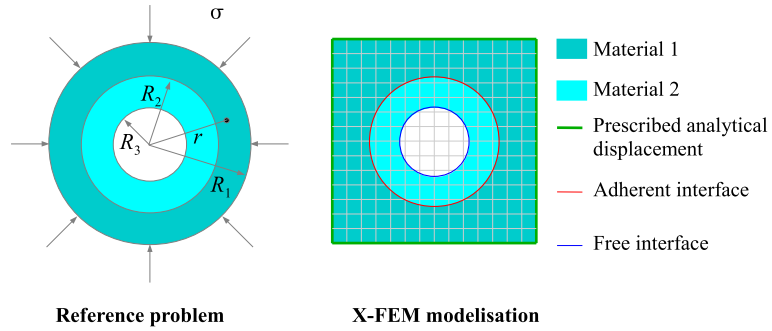 σ
R2
r
R3
R1
Material 1
Material 2
Prescribed analytical
displacement
Adherent interface
Free interface
Reference problem
X-FEM modelisation